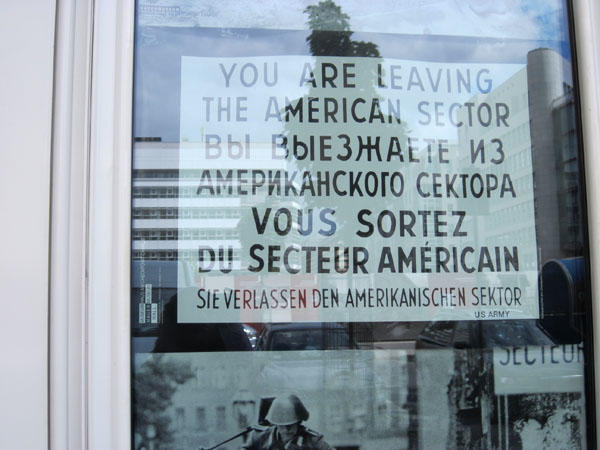 YOU ARE LEAVING
THE AMERICAN SECTOR
ВЫ ВЫЕЗЖАЕТЕ ИЗ
АМЕРИКАНСКОГО СЕКТОРА
VOUS SORTEZ
DU SECTEUR AMÉRICAIN
SIE VERLASSEN DEN AMERIKANISCHEN SEKTOR
US ARMY
SECTEUR